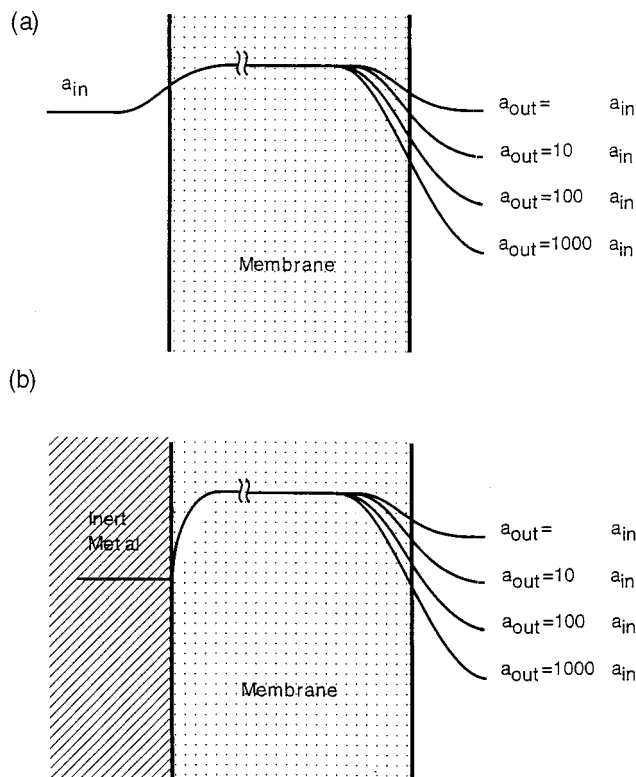 (a)
a_in
a_out= a_in
a_out=10 a_in
a_out=100 a_in
a_out=1000 a_in
Membrane
(b)
Inert
Metal
a_out= a_in
a_out=10 a_in
a_out=100 a_in
a_out=1000 a_in
Membrane